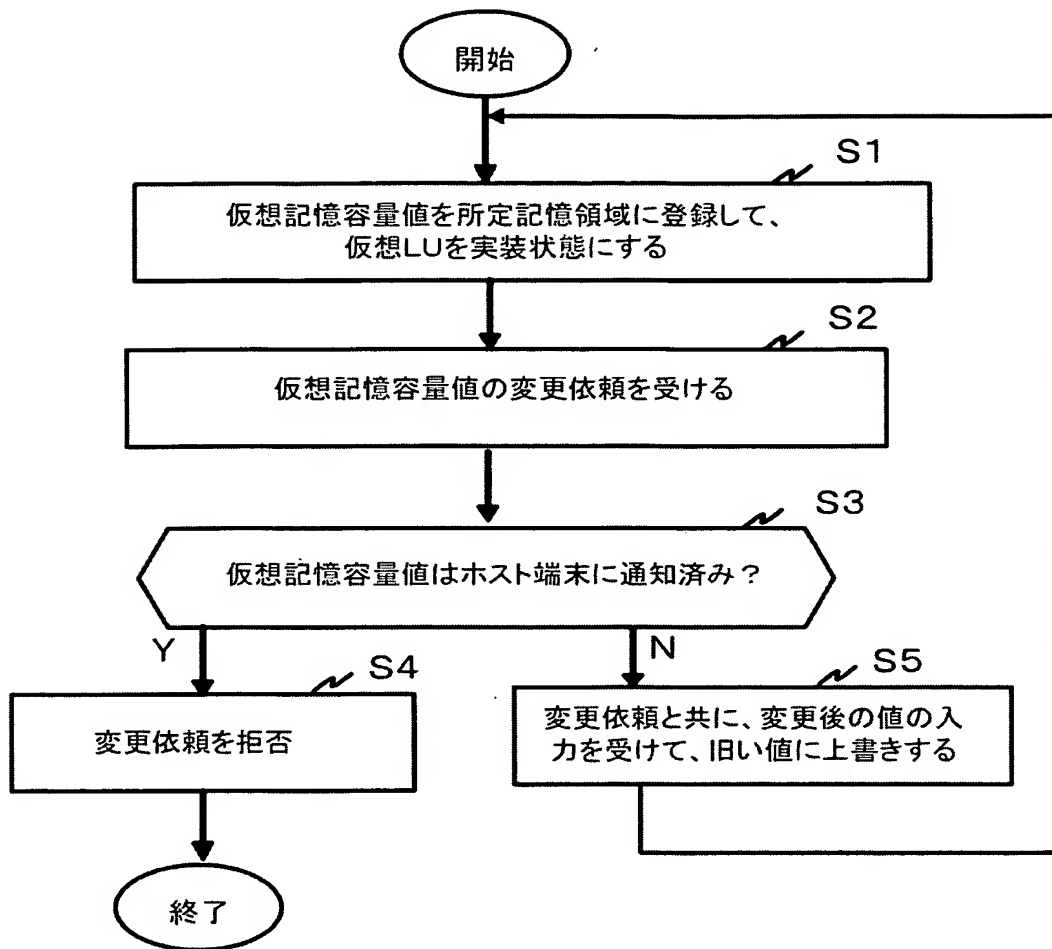 開始
S1
仮想記憶容量値を所定記憶領域に登録して、
仮想LUを実装状態にする
S2
仮想記憶容量値の変更依頼を受ける
S3
仮想記憶容量値はホスト端末に通知済み？
Y
N
S4
変更依頼を拒否
S5
変更依頼と共に、変更後の値の入
力を受けて、旧い値に上書きする
終了